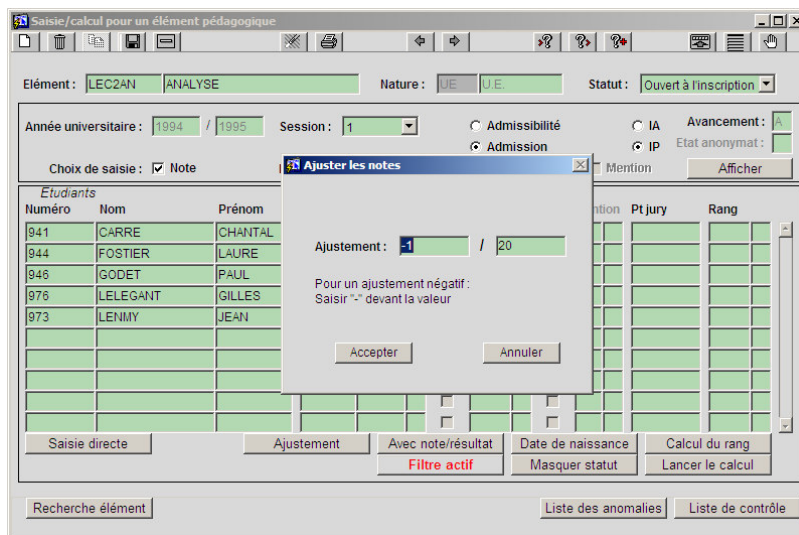 Saisie/calcul pour un élément pédagogique
Elément : LEC2AN ANALYSE Nature : UE U.E. Statut : Ouvert à l'inscription
Année universitaire : 1994 / 1995 Session : 1 Admissibilité IA Avancement : A
Admission IP Etat anonymat :
Choix de saisie : Note Mention Afficher
Ajuster les notes
Etudiants
Numéro Nom Prénom Pt jury Rang
941 CARRE CHANTAL
944 FOSTIER LAURE
946 GODET PAUL
976 LELEGANT GILLES
973 LENMY JEAN
Ajustement : -1 / 20
Pour un ajustement négatif :
Saisir "-" devant la valeur
Accepter Annuler
Saisie directe Ajustement Avec note/résultat Date de naissance Calcul du rang
Filtre actif Masquer statut Lancer le calcul
Recherche élément Liste des anomalies Liste de contrôle